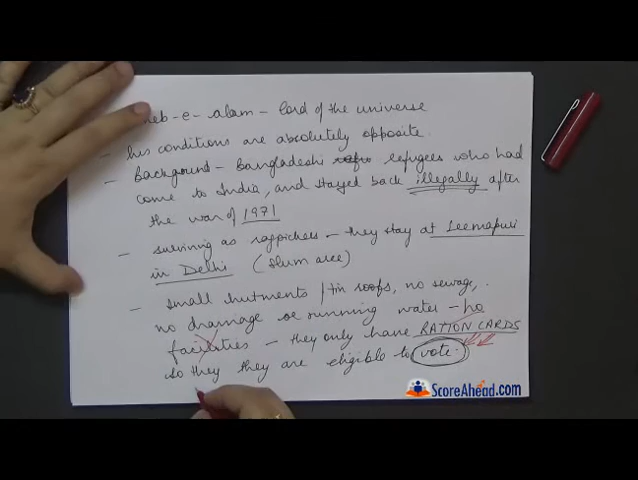 eb-e-alam - lord of the universe
- his conditions are absolutely opposite.
- Background - Bangladeshi refugees who had
come to India, and stayed back illegally after
the war of 1971
- surviving as ragpickers - they stay at Seemapuri
in Delhi (slum area)
- small hutments / tin roofs, no sewage,
no drainage or running water - no
facilities - they only have RATION CARDS
so they they are eligible to vote.
ScoreAhead.com